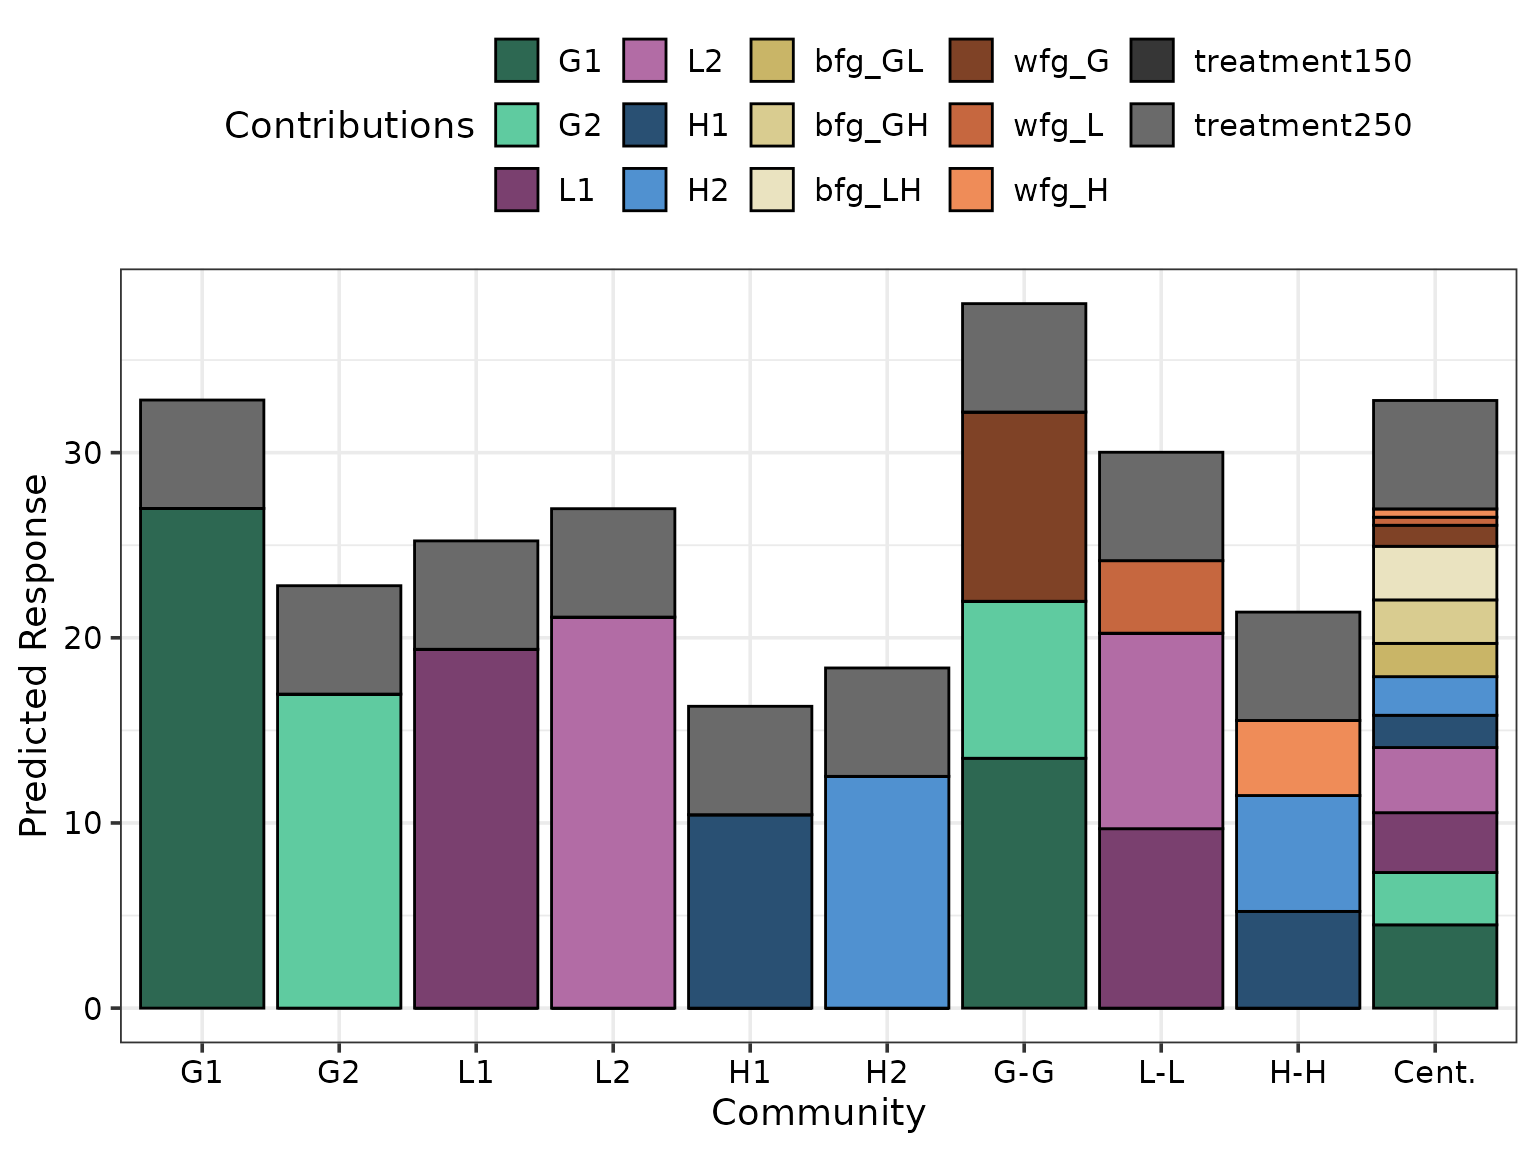 G1 L2 bfg_GL wfg_G treatment150
Contributions G2 H1 bfg_GH wfg_L treatment250
L1 H2 bfg_LH wfg_H
Predicted Response
30
20
10
0
G1 G2 L1 L2 H1 H2 G-G L-L H-H Cent.
Community